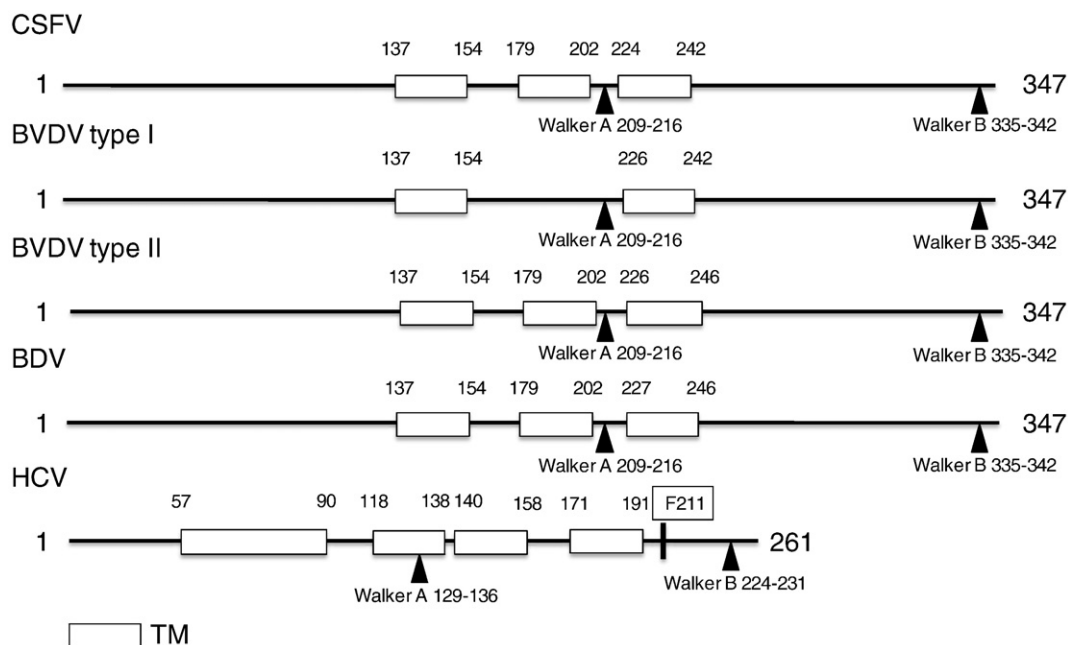 CSFV
137 154 179 202 224 242
1 347
Walker A 209-216 Walker B 335-342
BVDV type I
137 154 226 242
1 347
Walker A 209-216 Walker B 335-342
BVDV type II
137 154 179 202 226 246
1 347
Walker A 209-216 Walker B 335-342
BDV
137 154 179 202 227 246
1 347
Walker A 209-216 Walker B 335-342
HCV
57 90 118 138 140 158 171 191 F211
1 261
Walker A 129-136 Walker B 224-231
TM